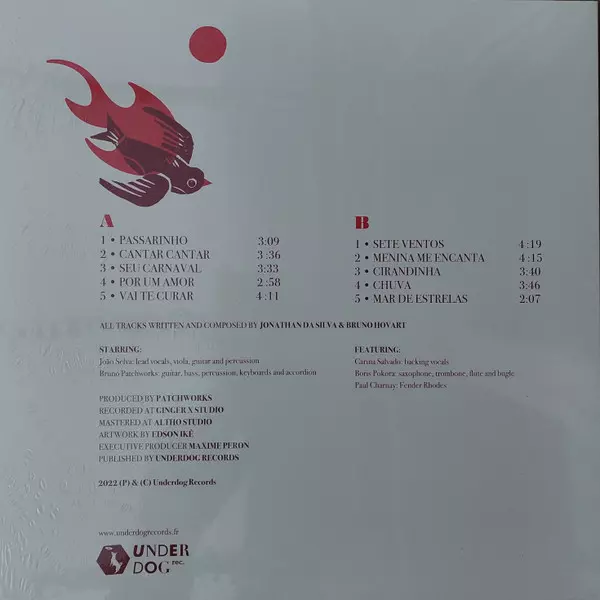 A
1 • PASSARINHO 3:09
2 • CANTAR CANTAR 3:36
3 • SEU CARNAVAL 3:33
4 • POR UM AMOR 2:58
5 • VAI TE CURAR 4:11
B
1 • SETE VENTOS 4:19
2 • MENINA ME ENCANTA 4:15
3 • CIRANDINHA 3:40
4 • CHUVA 3:46
5 • MAR DE ESTRELAS 2:07
ALL TRACKS WRITTEN AND COMPOSED BY JONATHAN DA SILVA & BRUNO HOVART
STARRING:
João Selva: lead vocals, viola, guitar and percussion
Bruno Patchworks: guitar, bass, percussion, keyboards and accordion
FEATURING:
Carina Salvado: backing vocals
Boris Pokora: saxophone, trombone, flute and bugle
Paul Charnay: Fender Rhodes
PRODUCED BY PATCHWORKS
RECORDED AT GINGER X STUDIO
MASTERED AT ALTHO STUDIO
ARTWORK BY EDSON IKÊ
EXECUTIVE PRODUCER MAXIME PERON
PUBLISHED BY UNDERDOG RECORDS
2022 (P) & (C) Underdog Records
www.underdogrecords.fr
UNDER
DOG rec.